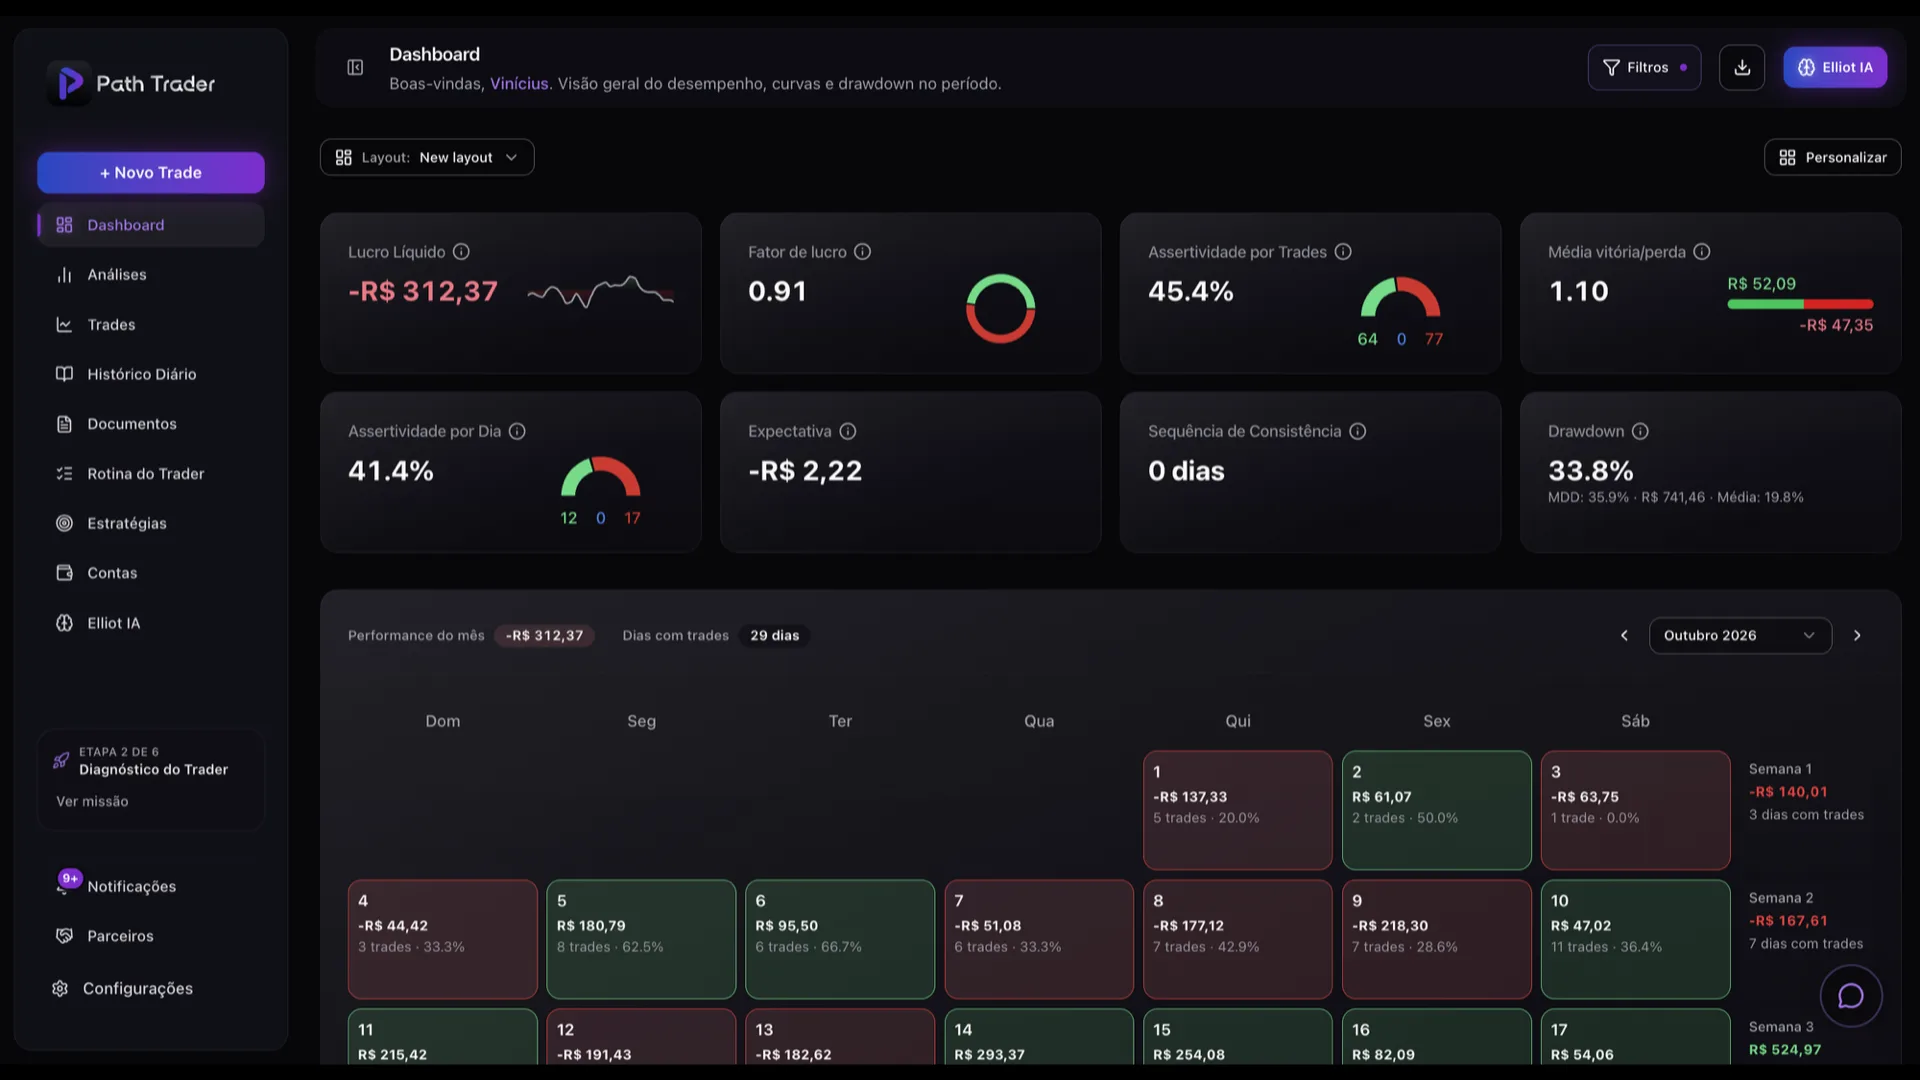 Path Trader
+ Novo Trade
Dashboard
Análises
Trades
Histórico Diário
Documentos
Rotina do Trader
Estratégias
Contas
Elliot IA
ETAPA 2 DE 6
Diagnóstico do Trader
Ver missão
9+
Notificações
Parceiros
Configurações
Dashboard
Boas-vindas, Vinícius. Visão geral do desempenho, curvas e drawdown no período.
Filtros
Elliot IA
Layout: New layout
Personalizar
Lucro Líquido
-R$ 312,37
Fator de lucro
0.91
Assertividade por Trades
45.4%
64 0 77
Média vitória/perda
1.10
R$ 52,09
-R$ 47,35
Assertividade por Dia
41.4%
12 0 17
Expectativa
-R$ 2,22
Sequência de Consistência
0 dias
Drawdown
33.8%
MDD: 35.9% · R$ 741,46 · Média: 19.8%
Performance do mês -R$ 312,37 Dias com trades 29 dias
Outubro 2026
Dom Seg Ter Qua Qui Sex Sáb
1
-R$ 137,33
5 trades · 20.0%
2
R$ 61,07
2 trades · 50.0%
3
-R$ 63,75
1 trade · 0.0%
Semana 1
-R$ 140,01
3 dias com trades
4
-R$ 44,42
3 trades · 33.3%
5
R$ 180,79
8 trades · 62.5%
6
R$ 95,50
6 trades · 66.7%
7
-R$ 51,08
6 trades · 33.3%
8
-R$ 177,12
7 trades · 42.9%
9
-R$ 218,30
7 trades · 28.6%
10
R$ 47,02
11 trades · 36.4%
Semana 2
-R$ 167,61
7 dias com trades
11
R$ 215,42
12
-R$ 191,43
13
-R$ 182,62
14
R$ 293,37
15
R$ 254,08
16
R$ 82,09
17
R$ 54,06
Semana 3
R$ 524,97